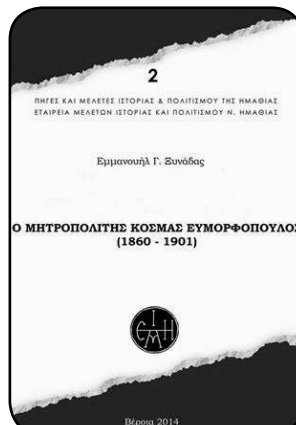 2
ΠΗΓΕΣ ΚΑΙ ΜΕΛΕΤΕΣ ΙΣΤΟΡΙΑΣ & ΠΟΛΙΤΙΣΜΟΥ ΤΗΣ ΗΜΑΘΙΑΣ
ΕΤΑΙΡΕΙΑ ΜΕΛΕΤΩΝ ΙΣΤΟΡΙΑΣ ΚΑΙ ΠΟΛΙΤΙΣΜΟΥ Ν. ΗΜΑΘΙΑΣ
Εμμανουήλ Γ. Ξυνάδας
Ο ΜΗΤΡΟΠΟΛΙΤΗΣ ΚΟΣΜΑΣ ΕΥΜΟΡΦΟΠΟΥΛΟΣ
(1860 - 1901)
Ι
Ε Η
Μ
Βέροια 2014